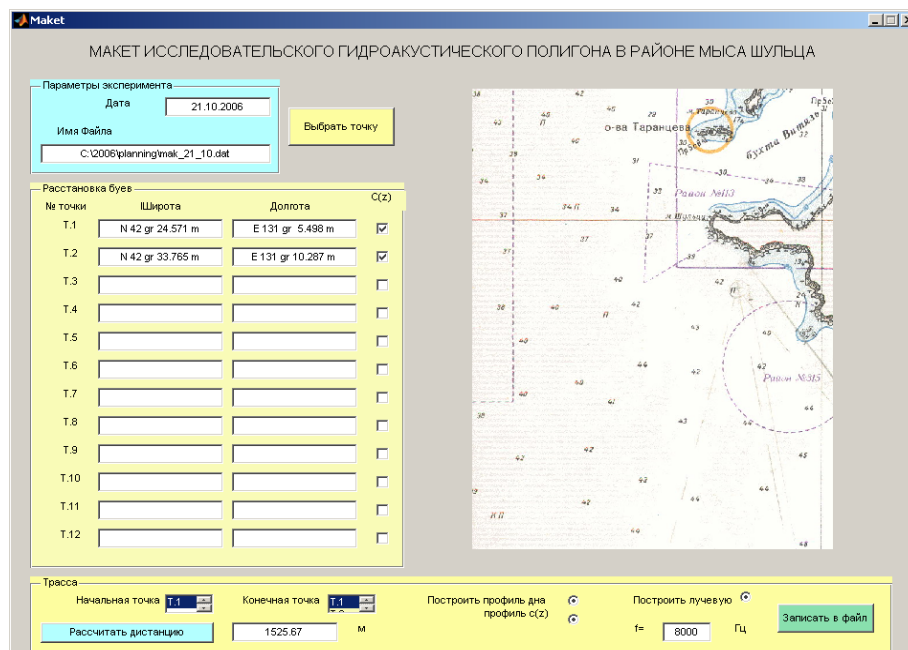 Maket
МАКЕТ ИССЛЕДОВАТЕЛЬСКОГО ГИДРОАКУСТИЧЕСКОГО ПОЛИГОНА В РАЙОНЕ МЫСА ШУЛЬЦА
Параметры эксперимента
Дата 21.10.2006
Имя Файла
C:\2006\planning\mak_21_10.dat
Выбрать точку
Расстановка буев
№ точки Широта Долгота C(z)
Т.1 N 42 gr 24.571 m E 131 gr 5.498 m
Т.2 N 42 gr 33.765 m E 131 gr 10.287 m
Т.3
Т.4
Т.5
Т.6
Т.7
Т.8
Т.9
Т.10
Т.11
Т.12
о-ва Таранцева
бухта Витязь
Район №113
м.Шульца
Район №315
Трасса
Начальная точка Т.1 Конечная точка Т.1 Построить профиль дна Построить лучевую
профиль c(z)
Рассчитать дистанцию 1525.67 м f= 8000 Гц Записать в файл